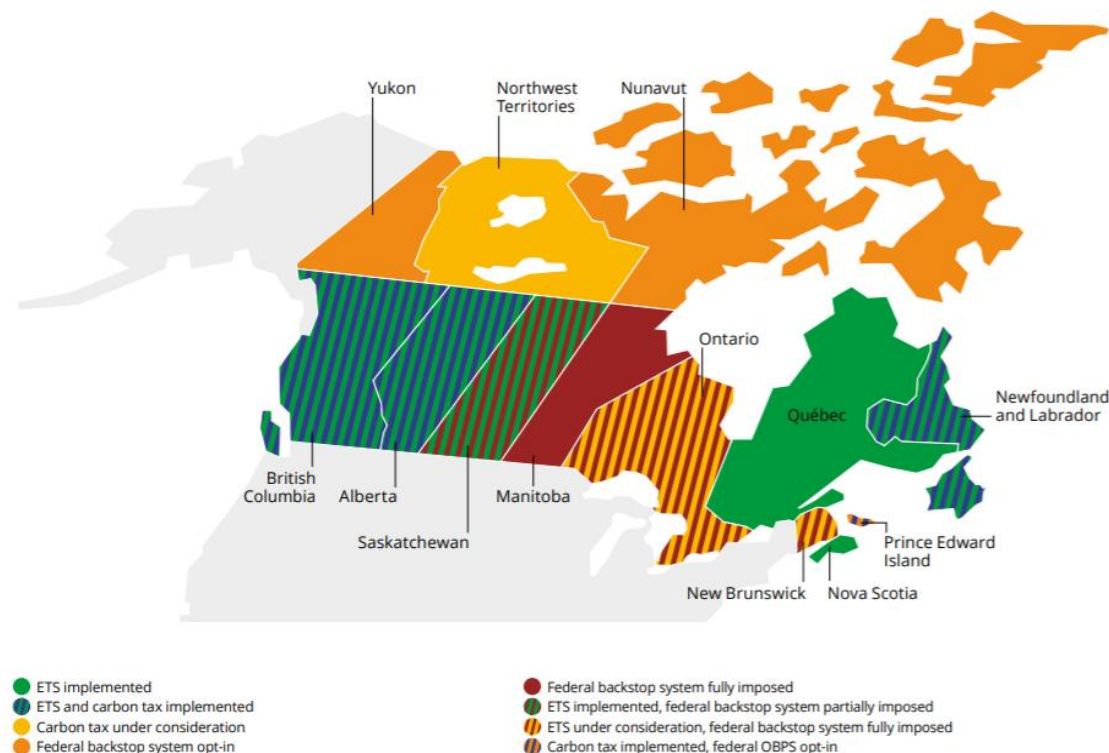 Yukon
Northwest
Territories
Nunavut
Ontario
Québec
Newfoundland
and Labrador
British
Columbia
Alberta
Manitoba
Saskatchewan
Prince Edward
Island
New Brunswick
Nova Scotia
ETS implemented
ETS and carbon tax implemented
Carbon tax under consideration
Federal backstop system opt-in
Federal backstop system fully imposed
ETS implemented, federal backstop system partially imposed
ETS under consideration, federal backstop system fully imposed
Carbon tax implemented, federal OBPS opt-in